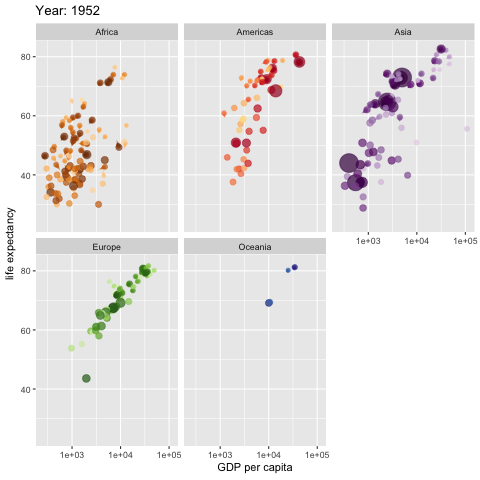 Year: 1952
Africa
Americas
Asia
80
60
40
1e+03 1e+04 1e+05
life expectancy
Europe
Oceania
80
60
40
1e+03 1e+04 1e+05
1e+03 1e+04 1e+05
GDP per capita